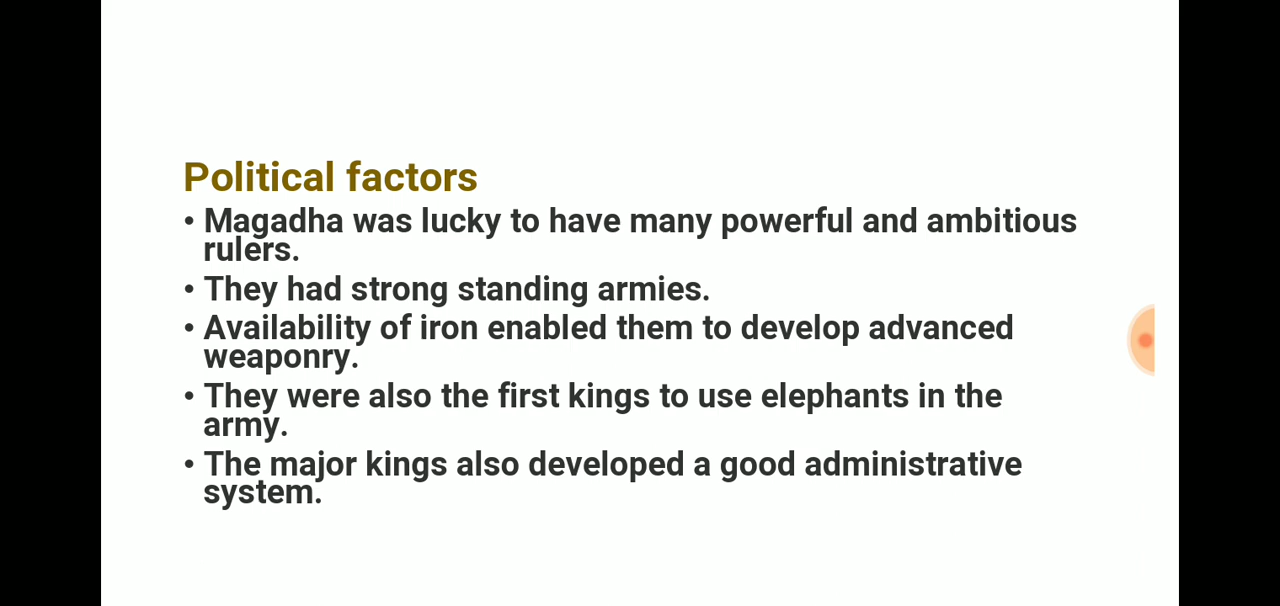 Political factors
• Magadha was lucky to have many powerful and ambitious
rulers.
• They had strong standing armies.
• Availability of iron enabled them to develop advanced
weaponry.
• They were also the first kings to use elephants in the
army.
• The major kings also developed a good administrative
system.